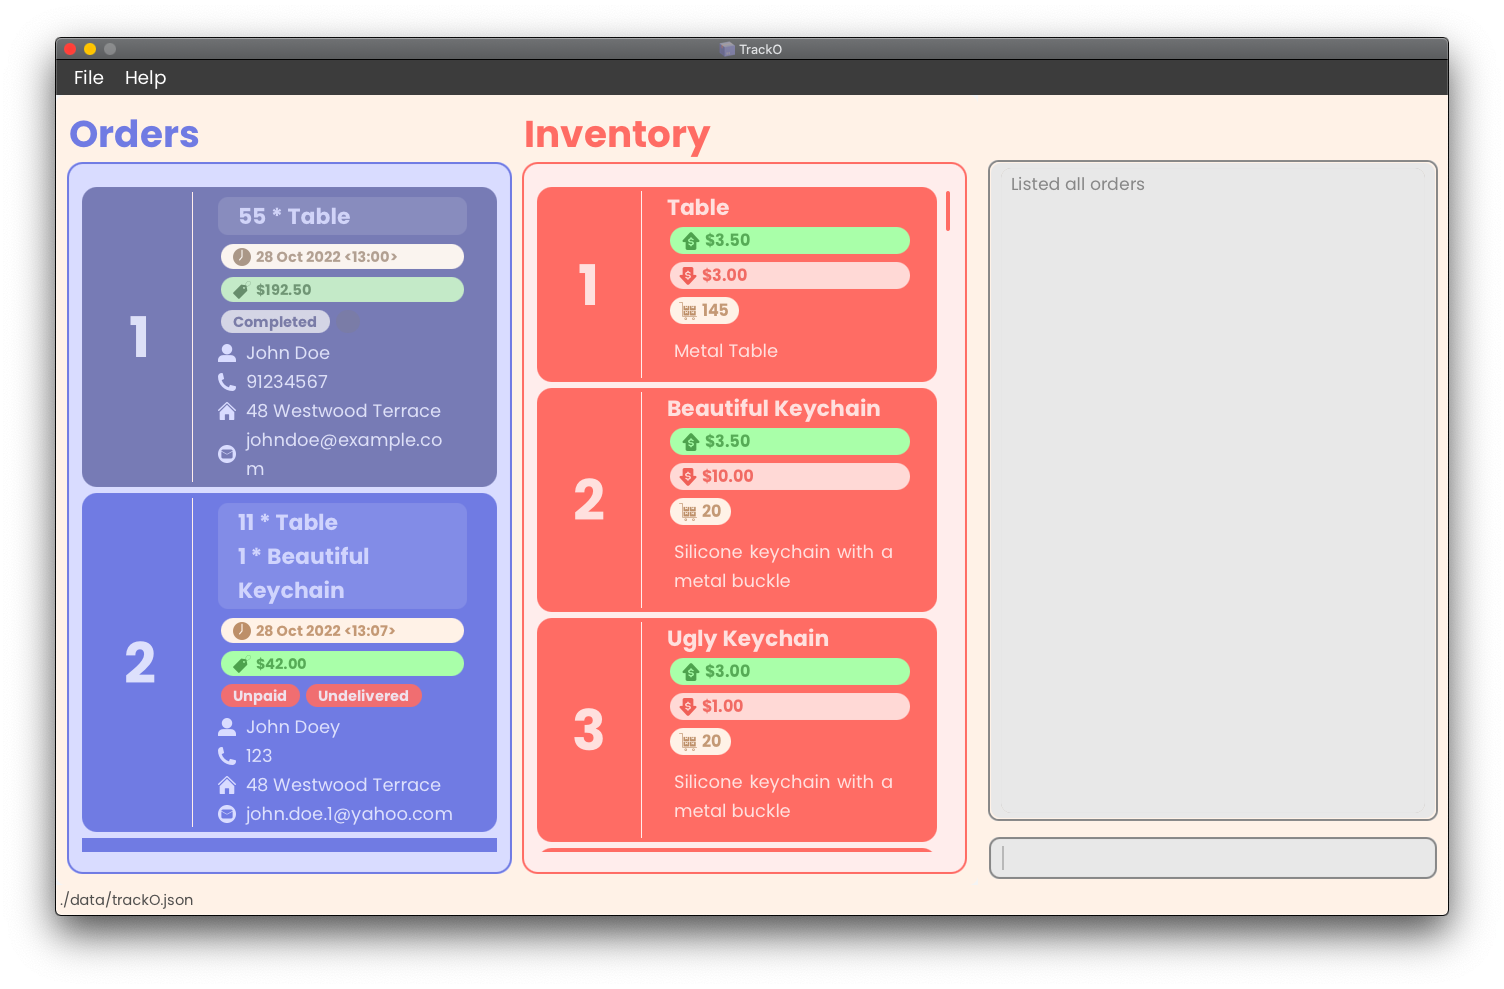 TrackO
File Help
Orders
55 * Table
28 Oct 2022 <13:00>
$192.50
Completed
1
John Doe
91234567
48 Westwood Terrace
johndoe@example.co
m
11 * Table
1 * Beautiful
Keychain
28 Oct 2022 <13:07>
$42.00
2
Unpaid Undelivered
John Doey
123
48 Westwood Terrace
john.doe.1@yahoo.com
Inventory
Table
$3.50
1
$3.00
145
Metal Table
Beautiful Keychain
$3.50
$10.00
2
20
Silicone keychain with a
metal buckle
Ugly Keychain
$3.00
$1.00
3
20
Silicone keychain with a
metal buckle
Listed all orders
./data/trackO.json